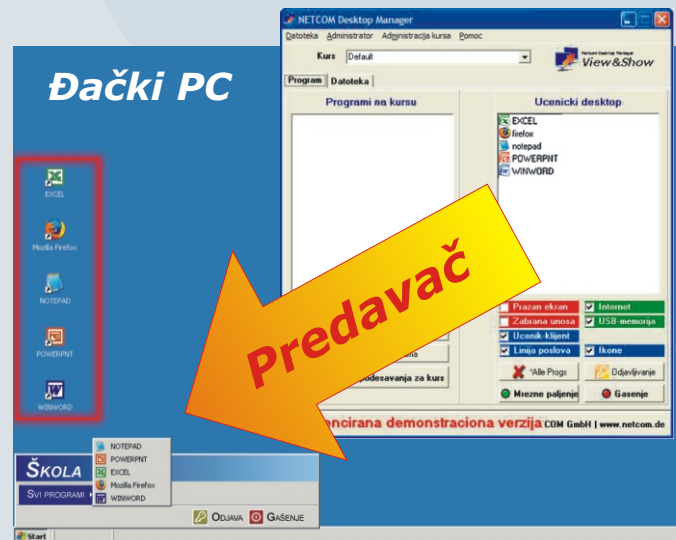 NETCOM Desktop Manager
Datoteka Administrator Administracija kursa Pomoc
Kurs Default
View&Show
Program Datoteka
Programi na kursu
Ucenicki desktop
EXCEL
firefox
notepad
POWERPNT
WINWORD
Đački PC
EXCEL
Mozilla Firefox
NOTEPAD
POWERPNT
WINWORD
Predavač
Prazan ekran
Internet
Zabrana unosa
USB-memorija
Ucenik-klijent
Linija poslova
Ikone
*Alle Progs
Odjavljivanje
podesavanja za kurs
Mrezne paljenje
Gasenje
encirana demonstraciona verzija COM GmbH | www.netcom.de
NOTEPAD
POWERPNT
EXCEL
Mozilla Firefox
WINWORD
ŠKOLA
SVI PROGRAMI
ODJAVA GAŠENJE
Start